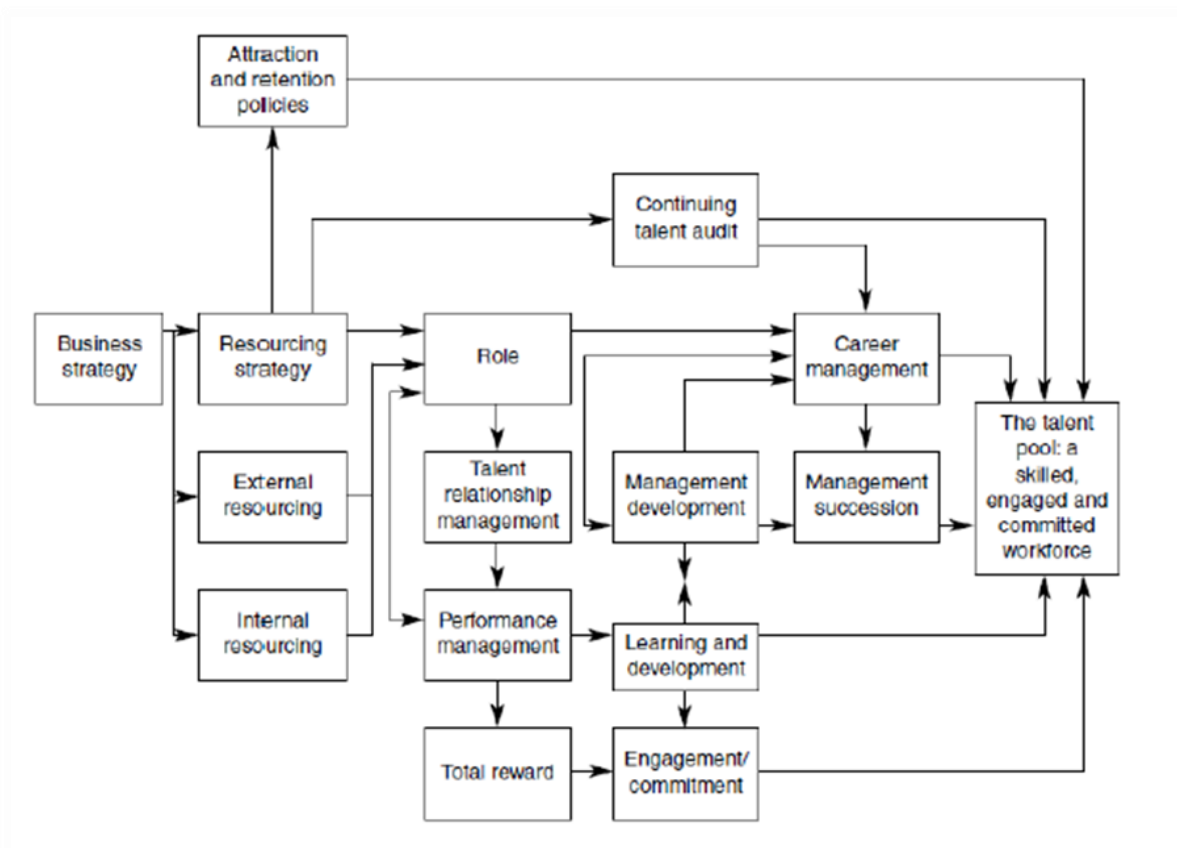 Attraction
and retention
policies
Continuing
talent audit
Business
strategy
Resourcing
strategy
Role
Career
management
The talent
pool: a
skilled,
engaged and
committed
workforce
External
resourcing
Talent
relationship
management
Management
development
Management
succession
Internal
resourcing
Performance
management
Learning and
development
Total reward
Engagement/
commitment